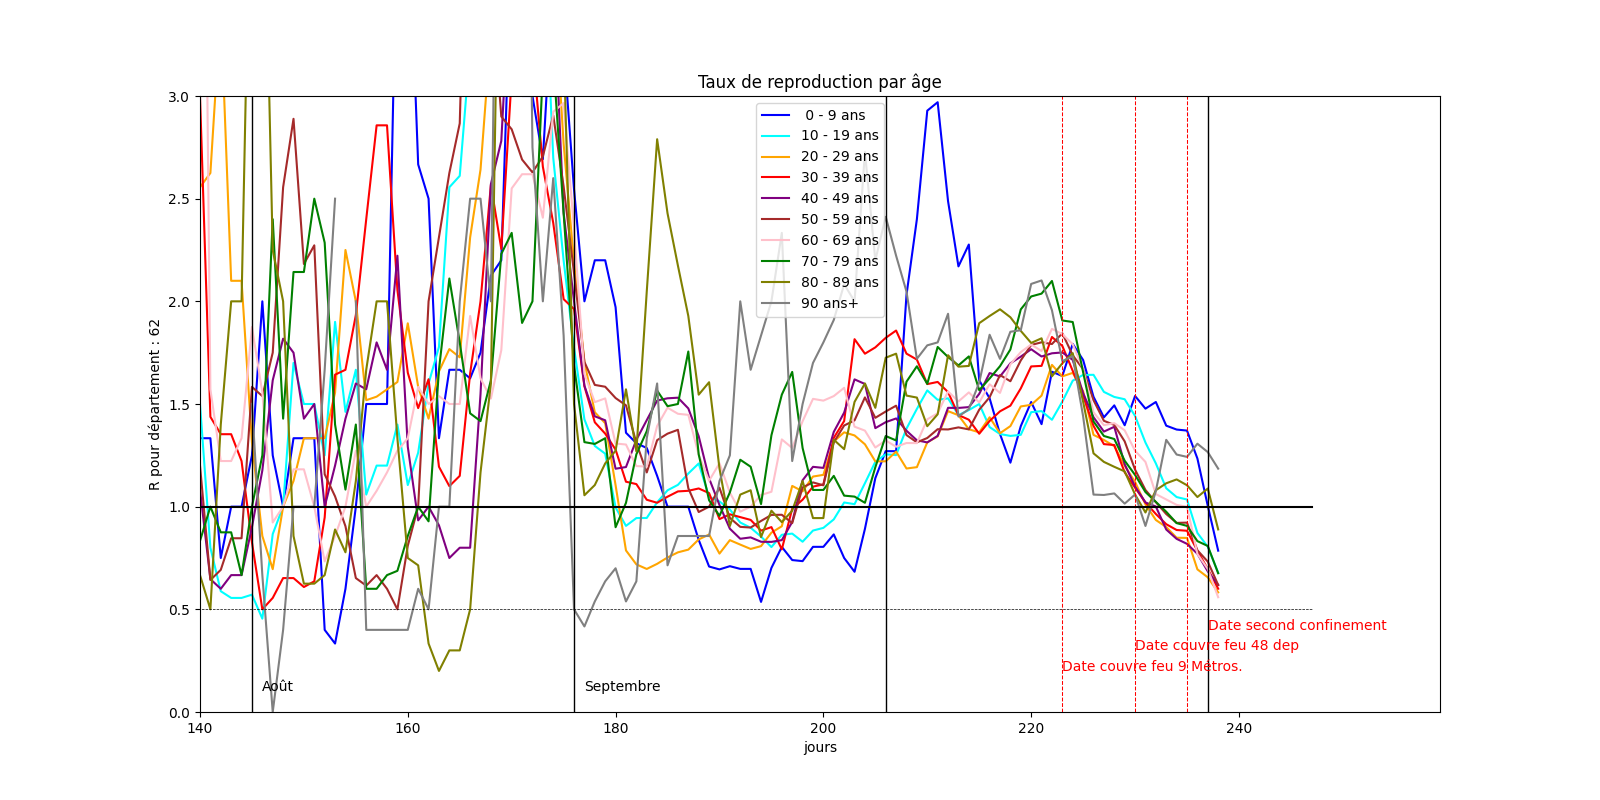 Taux de reproduction par âge
3.0
2.5
2.0
1.5
1.0
0.5
0.0
R pour département : 62
0 - 9 ans
10 - 19 ans
20 - 29 ans
30 - 39 ans
40 - 49 ans
50 - 59 ans
60 - 69 ans
70 - 79 ans
80 - 89 ans
90 ans+
Date second confinement
Date couvre feu 48 dep
Date couvre feu 9 Métros.
Août
Septembre
140
160
180
200
220
240
jours